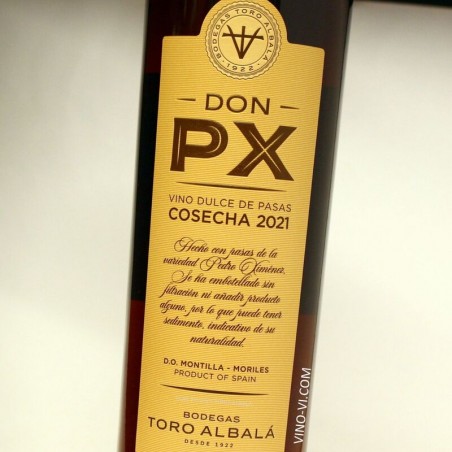 BODEGAS TORO ALBALÁ
1922
DON
PX
VINO DULCE DE PASAS
COSECHA 2021
Hecho con pasas de la
variedad Pedro Ximénez.
Se ha embotellado sin
filtración ni añadir producto
alguno, por lo que puede tener
sedimento, indicativo de su
naturalidad.
D.O. MONTILLA - MORILES
PRODUCT OF SPAIN
BODEGAS
TORO ALBALÁ
DESDE 1922
VINO-VI.COM